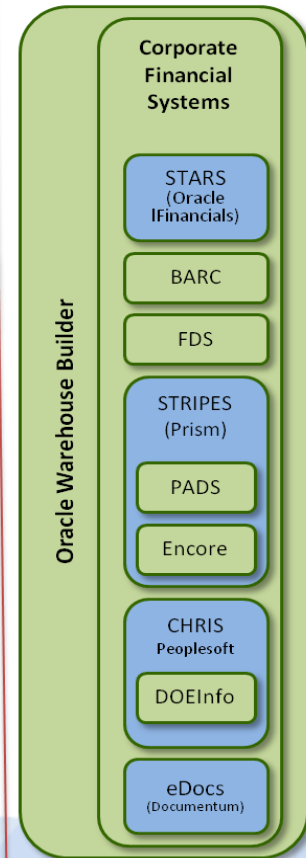 Corporate
Financial
Systems
STARS
(Oracle
lFinancials)
BARC
FDS
STRIPES
(Prism)
PADS
Encore
CHRIS
Peoplesoft
DOEInfo
eDocs
(Documentum)
Oracle Warehouse Builder